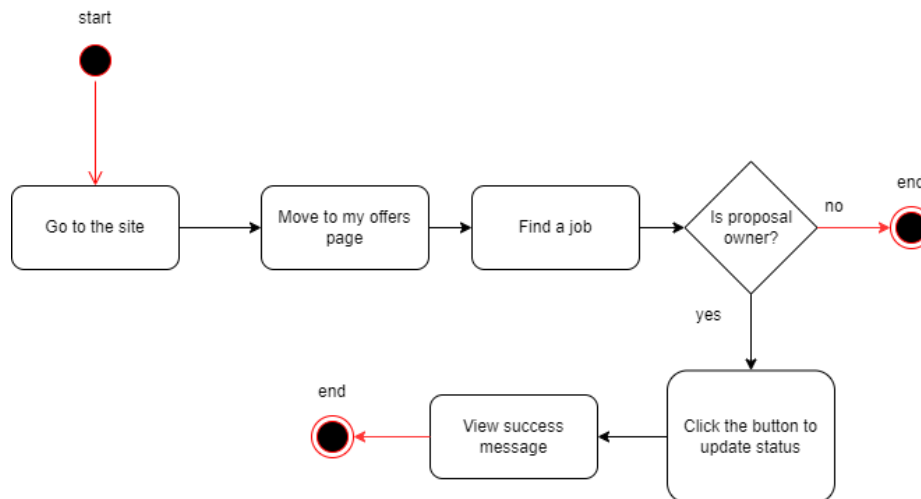 start
Go to the site
Move to my offers
page
Find a job
Is proposal
owner?
no
end
yes
Click the button to
update status
View success
message
end